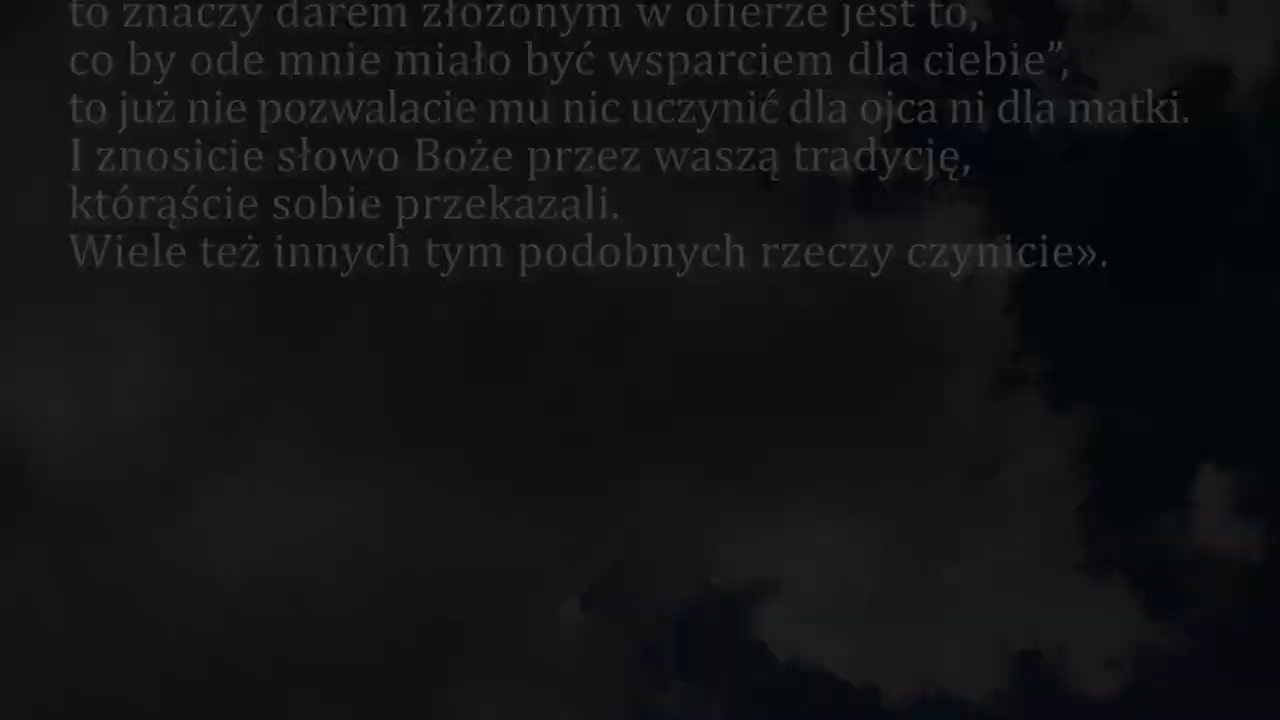 to znaczy darem złożonym w ofierze jest to,
co by ode mnie miało być wsparciem dla ciebie”,
to już nie pozwalacie mu nic uczynić dla ojca ni dla matki.
I znosicie słowo Boże przez waszą tradycję,
którąście sobie przekazali.
Wiele też innych tym podobnych rzeczy czynicie».